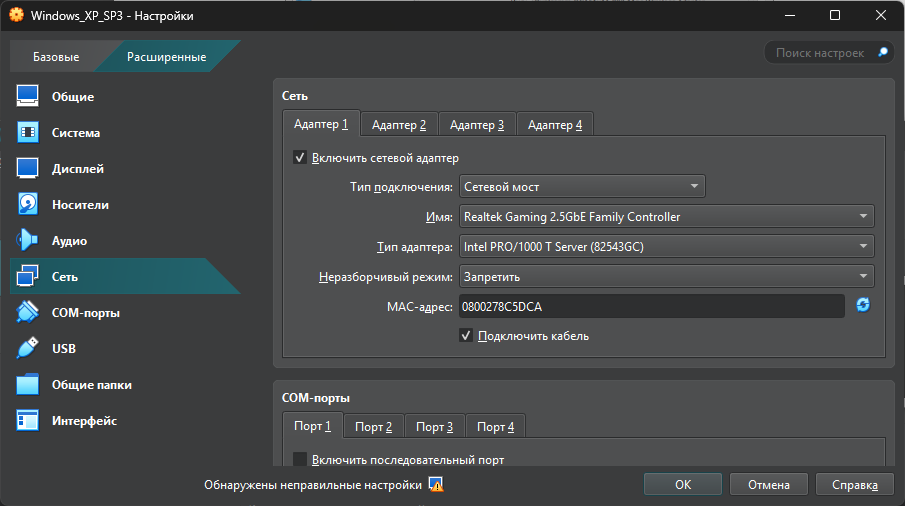 Windows_XP_SP3 - Настройки
Базовые Расширенные Поиск настроек
Общие
Система
Дисплей
Носители
Аудио
Сеть
COM-порты
USB
Общие папки
Интерфейс
Сеть
Адаптер 1 Адаптер 2 Адаптер 3 Адаптер 4
Включить сетевой адаптер
Тип подключения: Сетевой мост
Имя: Realtek Gaming 2.5GbE Family Controller
Тип адаптера: Intel PRO/1000 T Server (82543GC)
Неразборчивый режим: Запретить
MAC-адрес: 0800278C5DCA
Подключить кабель
COM-порты
Порт 1 Порт 2 Порт 3 Порт 4
Включить последовательный порт
Обнаружены неправильные настройки OK Отмена Справка